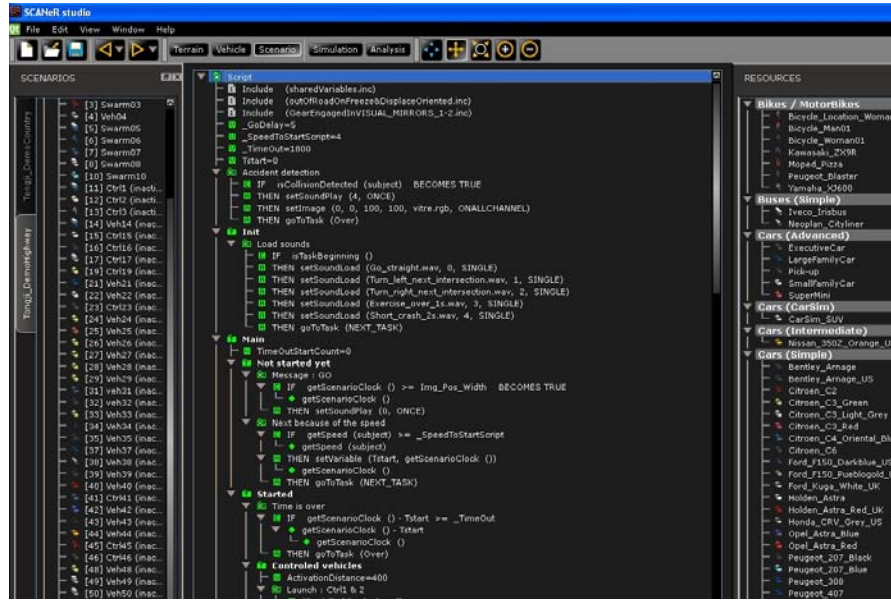 SCANeR studio
File Edit View Window Help
Terrain Vehicle Scenario Simulation Analysis
SCENARIOS
Tongji_DemoCountry
Tongji_DemoHighway
[3] Swarm03
[4] Veh04
[5] Swarm05
[6] Swarm06
[7] Swarm07
[8] Swarm08
[10] Swarm10
[11] Ctrl1 (inacti...
[12] Ctrl2 (inacti...
[13] Ctrl3 (inacti...
[14] Veh14 (inac...
[15] Ctrl15 (inac...
[16] Ctrl16 (inac...
[17] Ctrl17 (inac...
[19] Ctrl19 (inac...
[21] Veh21 (inac...
[22] Veh22 (inac...
[23] Ctrl23 (inac...
[24] Veh24 (inac...
[25] Veh25 (inac...
[26] Veh26 (inac...
[27] Veh27 (inac...
[28] Veh28 (inac...
[29] Veh29 (inac...
[31] veh31 (inac...
[32] veh32 (inac...
[33] Veh33 (inac...
[34] Veh34 (inac...
[35] Veh35 (inac...
[37] Veh37 (inac...
[38] Veh38 (inac...
[39] Veh39 (inac...
[40] Veh40 (inac...
[41] Ctrl41 (inac...
[42] Veh42 (inac...
[43] Veh43 (inac...
[44] Veh44 (inac...
[45] Ctrl45 (inac...
[46] Ctrl46 (inac...
[48] Veh48 (inac...
[49] Veh49 (inac...
[50] Veh50 (inac...
Script
Include (sharedVariables.inc)
Include (outOfRoadOnFreeze&DisplaceOriented.inc)
Include (GearEngagedInVISUAL_MIRRORS_1-2.inc)
_GoDelay=5
_SpeedToStartScript=4
_TimeOut=1800
Tstart=0
Accident detection
IF isCollisionDetected (subject) BECOMES TRUE
THEN setSoundPlay (4, ONCE)
THEN setImage (0, 0, 100, 100, vitre.rgb, ONALLCHANNEL)
THEN goToTask (Over)
Init
Load sounds
IF isTaskBeginning ()
THEN setSoundLoad (Go_straight.wav, 0, SINGLE)
THEN setSoundLoad (Turn_left_next_intersection.wav, 1, SINGLE)
THEN setSoundLoad (Turn_right_next_intersection.wav, 2, SINGLE)
THEN setSoundLoad (Exercise_over_1s.wav, 3, SINGLE)
THEN setSoundLoad (Short_crash_2s.wav, 4, SINGLE)
THEN goToTask (NEXT_TASK)
Main
TimeOutStartCount=0
Not started yet
Message : GO
IF getScenarioClock () >= Img_Pos_Width BECOMES TRUE
getScenarioClock ()
THEN setSoundPlay (0, ONCE)
Next because of the speed
IF getSpeed (subject) >= _SpeedToStartScript
getSpeed (subject)
THEN setVariable (Tstart, getScenarioClock ())
getScenarioClock ()
THEN goToTask (NEXT_TASK)
Started
Time is over
IF getScenarioClock () - Tstart >= _TimeOut
getScenarioClock () - Tstart
getScenarioClock ()
THEN goToTask (Over)
Controled vehicles
ActivationDistance=400
Launch : Ctrl1 & 2
RESOURCES
Bikes / MotorBikes
Bicycle_Location_Woman
Bicycle_Man01
Bicycle_Woman01
Kawasaki_ZX9R
Moped_Pizza
Peugeot_Blaster
Yamaha_XJ600
Buses (Simple)
Iveco_Irisbus
Neoplan_Cityliner
Cars (Advanced)
ExecutiveCar
LargeFamilyCar
Pick-up
SmallFamilyCar
SuperMini
Cars (CarSim)
CarSim_SUV
Cars (Intermediate)
Nissan_350Z_Orange_U
Cars (Simple)
Bentley_Arnage
Bentley_Arnage_US
Citroen_C2
Citroen_C3_Green
Citroen_C3_Light_Grey
Citroen_C3_Red
Citroen_C4_Oriental_Blu
Citroen_C6
Ford_F150_Darkblue_US
Ford_F150_Pueblogold_U
Ford_Kuga_White_UK
Holden_Astra
Holden_Astra_Red_UK
Honda_CRV_Grey_US
Opel_Astra_Blue
Opel_Astra_Red
Peugeot_207_Black
Peugeot_207_Blue
Peugeot_308
Peugeot_407